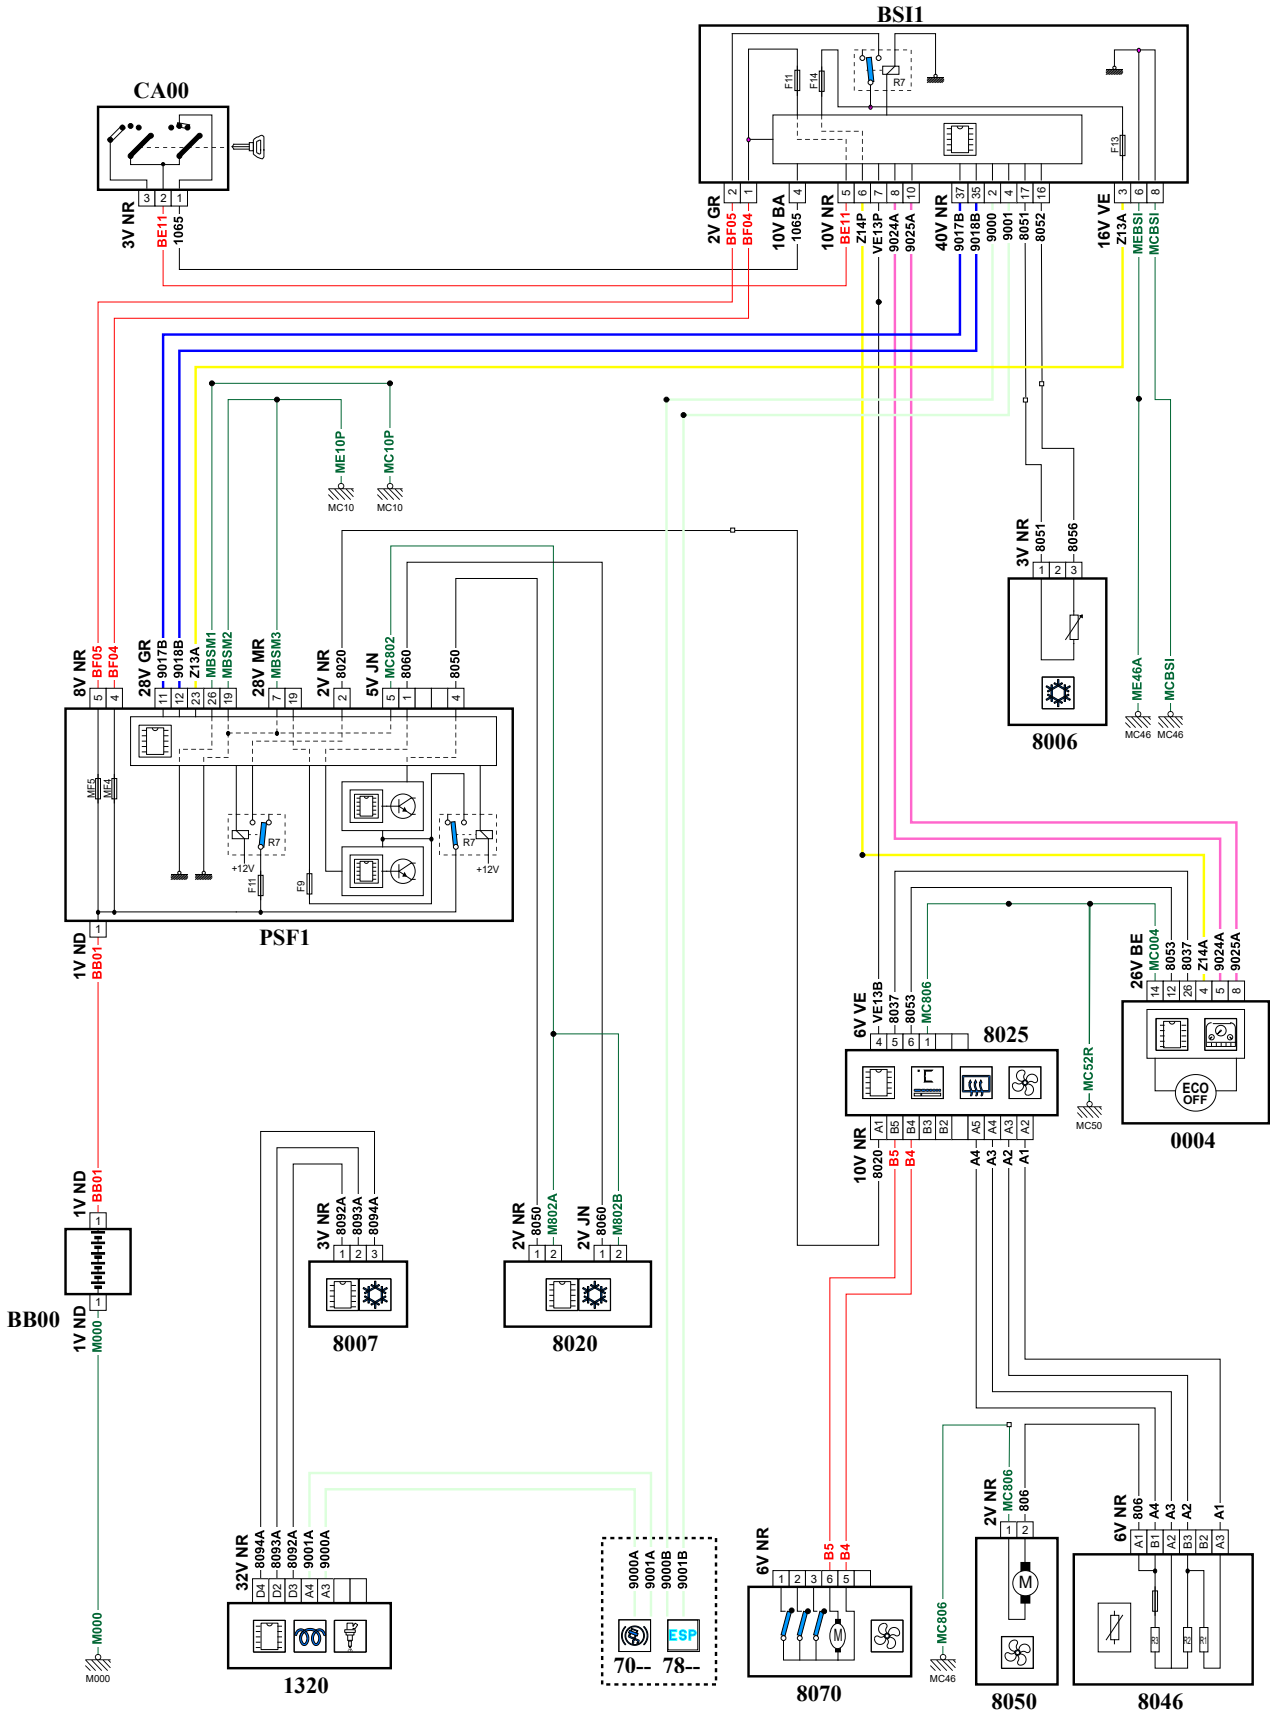 BSI1
F11
F14
R7
F13
CA00
3 2 1
2 1
4
5 6 7 8 10
37 35 2 4 17 16
3 6 8
3V NR
BE11
1065
2V GR
BF05
BF04
10V BA
1065
10V NR
BE11
Z14P
VE13P
9024A
9025A
40V NR
9017B
9018B
9000
9001
8051
8052
16V VE
Z13A
MEBSI
MCBSI
ME10P
MC10P
MC10
MC10
3V NR
8051
8056
1 2 3
8006
ME46A
MCBSI
MC46
MC46
8V NR
BF05
BF04
28V GR
9017B
9018B
Z13A
MBSM1
MBSM2
28V MR
MBSM3
2V NR
8020
5V JN
MC802
8060
8050
5 4
11 12 23 26 19
7 19
2
5 1 4
MF5
MF4
R7
+12V
F11
F9
R7
+12V
1
PSF1
1V ND
BB01
6V VE
VE13B
8037
8053
MC806
4 5 6 1
8025
MC52R
MC50
26V BE
MC004
8053
8037
Z14A
9024A
9025A
14 12 26 4 5 8
°C
ECO
OFF
0004
10V NR
A1 B5 B4 B3 B2 A5 A4 A3 A2
8020
B5
B4
A4
A3
A2
A1
1V ND
BB01
1
BB00
1
1V ND
M000
3V NR
8092A
8093A
8094A
1 2 3
8007
2V NR
8050
M802A
2V JN
8060
M802B
1 2
1 2
8020
M000
M000
32V NR
8094A
8093A
8092A
9001A
9000A
D4 D2 D3 A4 A3
1320
9000A
9001A
9000B
9001B
ESP
70--
78--
6V NR
B5
B4
1 2 3 6 5
M
8070
MC806
MC46
2V NR
MC806
806
1 2
M
8050
6V NR
806
A4
A3
A2
A1
A1 B1 A2 B3 B2 A3
R3
R2
R1
8046